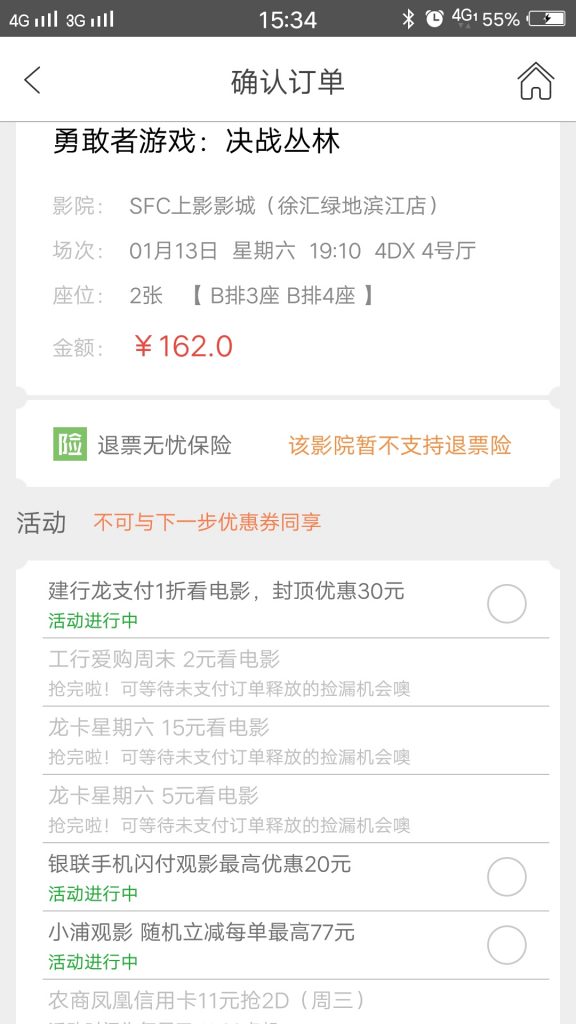 4G 3G 15:34 4G1 55%
确认订单
勇敢者游戏：决战丛林
影院： SFC上影影城（徐汇绿地滨江店）
场次： 01月13日 星期六 19:10 4DX 4号厅
座位： 2张 【 B排3座 B排4座 】
金额： ￥162.0
险 退票无忧保险 该影院暂不支持退票险
活动 不可与下一步优惠券同享
建行龙支付1折看电影，封顶优惠30元
活动进行中
工行爱购周末 2元看电影
抢完啦！可等待未支付订单释放的捡漏机会噢
龙卡星期六 15元看电影
抢完啦！可等待未支付订单释放的捡漏机会噢
龙卡星期六 5元看电影
抢完啦！可等待未支付订单释放的捡漏机会噢
银联手机闪付观影最高优惠20元
活动进行中
小浦观影 随机立减每单最高77元
活动进行中
农商凤凰信用卡11元抢2D（周三）